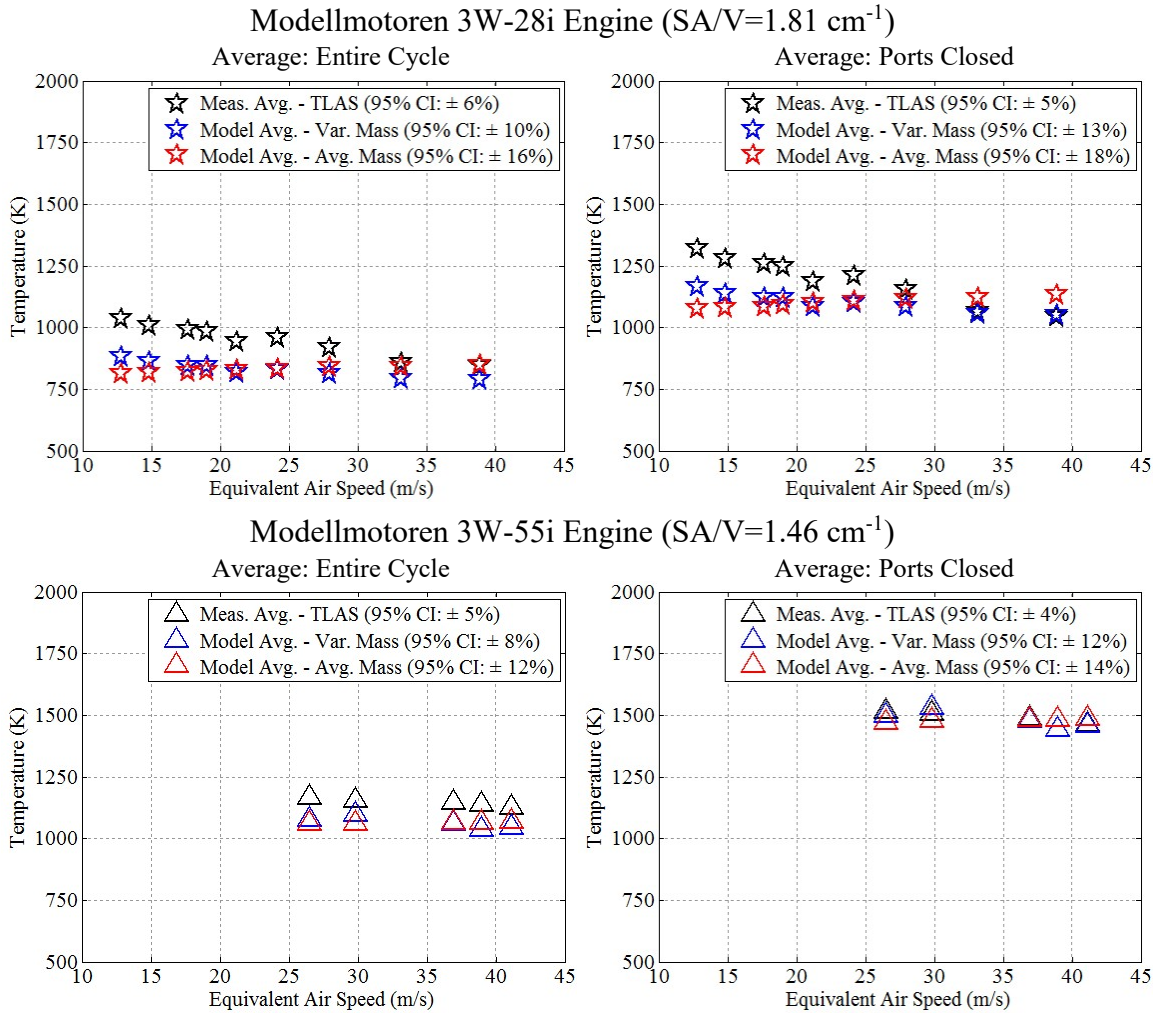 Modellmotoren 3W-28i Engine (SA/V=1.81 cm⁻¹)
Average: Entire Cycle
2000
1750
1500
1250
1000
750
500
Temperature (K)
Meas. Avg. - TLAS (95% CI: ± 6%)
Model Avg. - Var. Mass (95% CI: ± 10%)
Model Avg. - Avg. Mass (95% CI: ± 16%)
10 15 20 25 30 35 40 45
Equivalent Air Speed (m/s)
Average: Ports Closed
2000
1750
1500
1250
1000
750
500
Temperature (K)
Meas. Avg. - TLAS (95% CI: ± 5%)
Model Avg. - Var. Mass (95% CI: ± 13%)
Model Avg. - Avg. Mass (95% CI: ± 18%)
10 15 20 25 30 35 40 45
Equivalent Air Speed (m/s)
Modellmotoren 3W-55i Engine (SA/V=1.46 cm⁻¹)
Average: Entire Cycle
2000
1750
1500
1250
1000
750
500
Temperature (K)
Meas. Avg. - TLAS (95% CI: ± 5%)
Model Avg. - Var. Mass (95% CI: ± 8%)
Model Avg. - Avg. Mass (95% CI: ± 12%)
10 15 20 25 30 35 40 45
Equivalent Air Speed (m/s)
Average: Ports Closed
2000
1750
1500
1250
1000
750
500
Temperature (K)
Meas. Avg. - TLAS (95% CI: ± 4%)
Model Avg. - Var. Mass (95% CI: ± 12%)
Model Avg. - Avg. Mass (95% CI: ± 14%)
10 15 20 25 30 35 40 45
Equivalent Air Speed (m/s)